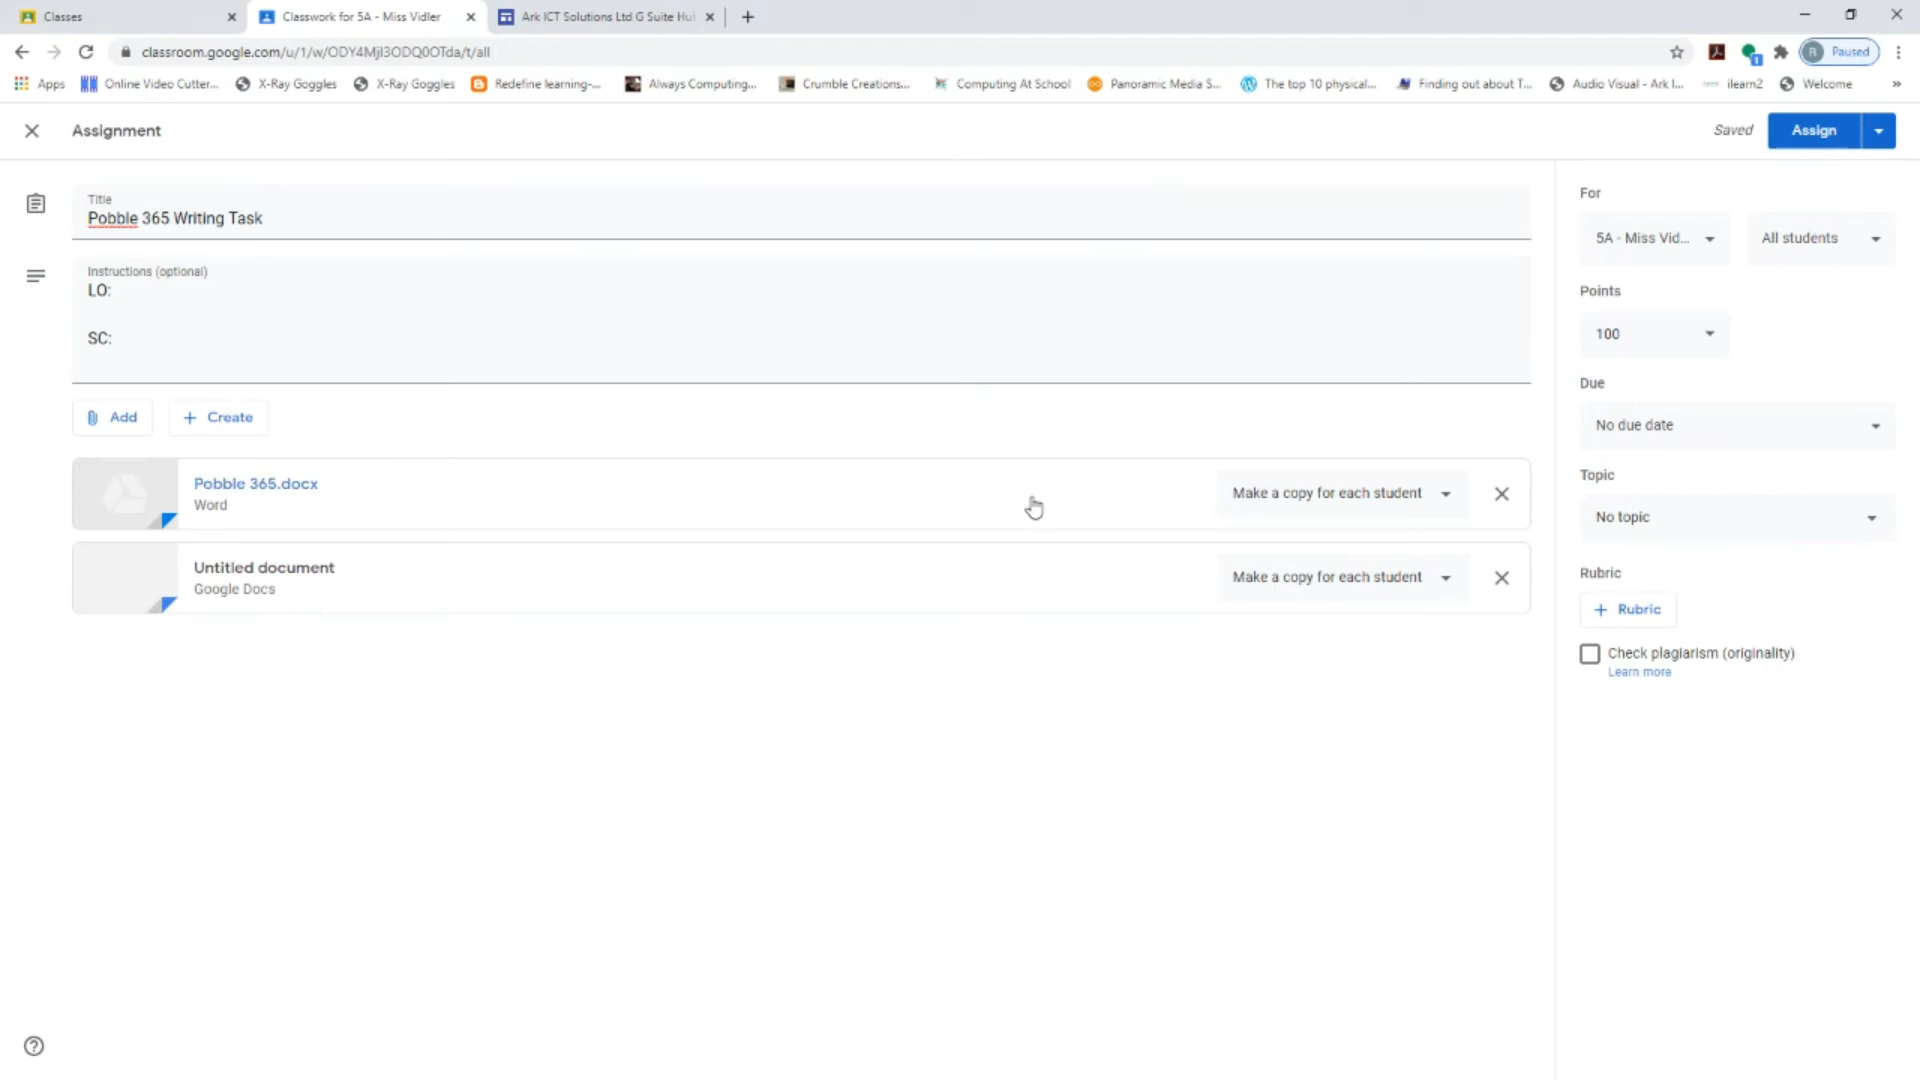 Classes
Classwork for 5A - Miss Vidler
Ark ICT Solutions Ltd G Suite Hu
classroom.google.com/u/1/w/ODY4MjI3ODQ0OTda/t/all
R Paused
Apps
Online Video Cutter...
X-Ray Goggles
X-Ray Goggles
Redefine learning-...
Always Computing...
Crumble Creations...
Computing At School
Panoramic Media S...
The top 10 physical...
Finding out about T...
Audio Visual - Ark I...
ilearn2
Welcome
Assignment
Saved
Assign
Title
Pobble 365 Writing Task
Instructions (optional)
LO:
SC:
Add
Create
Pobble 365.docx
Word
Make a copy for each student
Untitled document
Google Docs
Make a copy for each student
For
5A - Miss Vid...
All students
Points
100
Due
No due date
Topic
No topic
Rubric
Rubric
Check plagiarism (originality)
Learn more